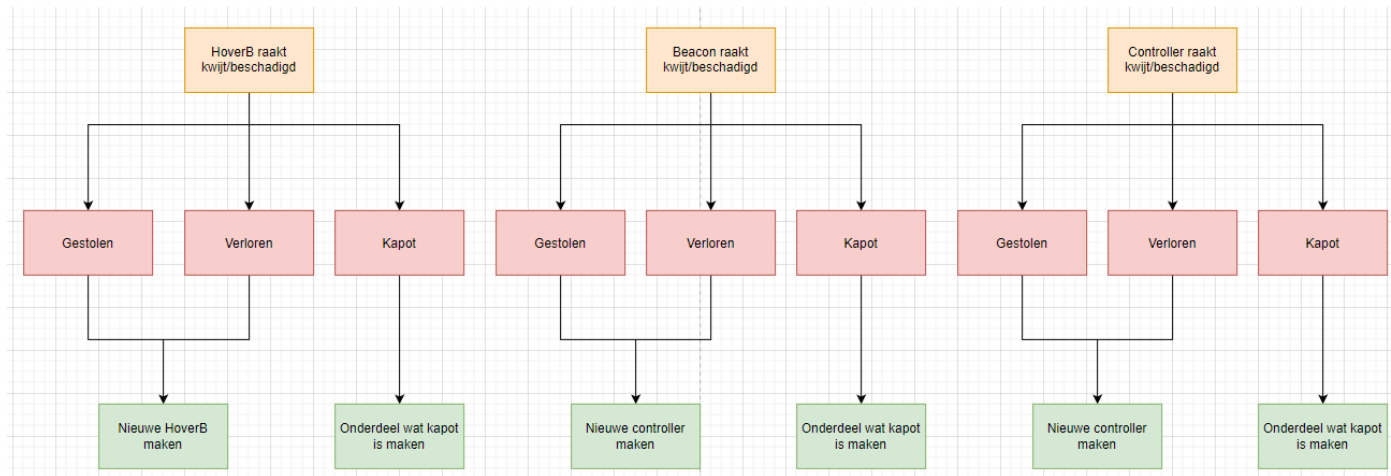 HoverB raakt
kwijt/beschadigd
Beacon raakt
kwijt/beschadigd
Controller raakt
kwijt/beschadigd
Gestolen
Verloren
Kapot
Gestolen
Verloren
Kapot
Gestolen
Verloren
Kapot
Nieuwe HoverB
maken
Onderdeel wat kapot
is maken
Nieuwe controller
maken
Onderdeel wat kapot
is maken
Nieuwe controller
maken
Onderdeel wat kapot
is maken